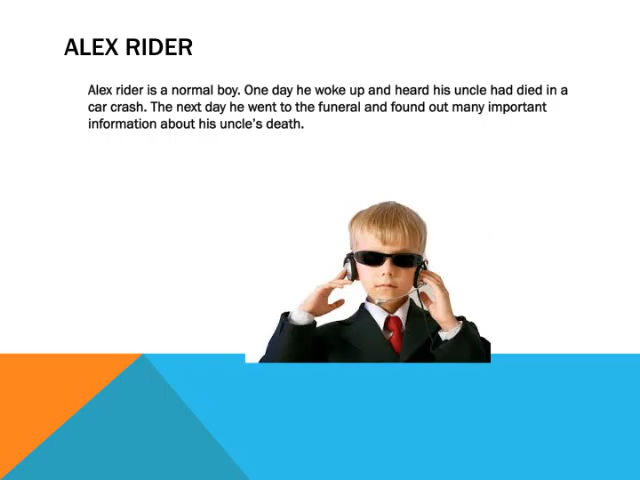 ALEX RIDER
Alex rider is a normal boy. One day he woke up and heard his uncle had died in a
car crash. The next day he went to the funeral and found out many important
information about his uncle's death.